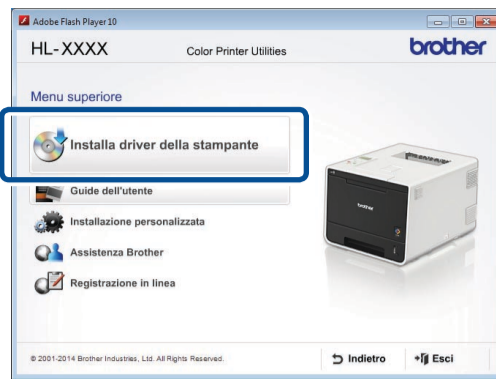 Adobe Flash Player 10
HL-XXXX
Color Printer Utilities
brother
Menu superiore
Installa driver della stampante
Guide dell'utente
Installazione personalizzata
Assistenza Brother
Registrazione in linea
brother
© 2001-2014 Brother Industries, Ltd. All Rights Reserved.
Indietro
Esci